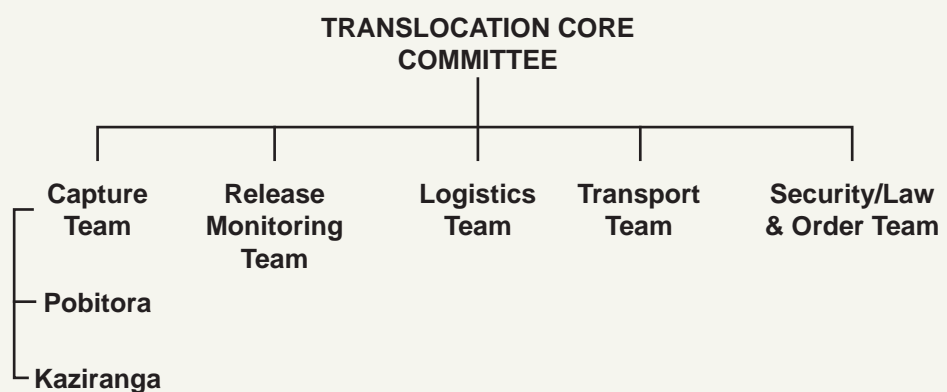 TRANSLOCATION CORE
COMMITTEE
Capture
Team
Release
Monitoring
Team
Logistics
Team
Transport
Team
Security/Law
& Order Team
Pobitora
Kaziranga